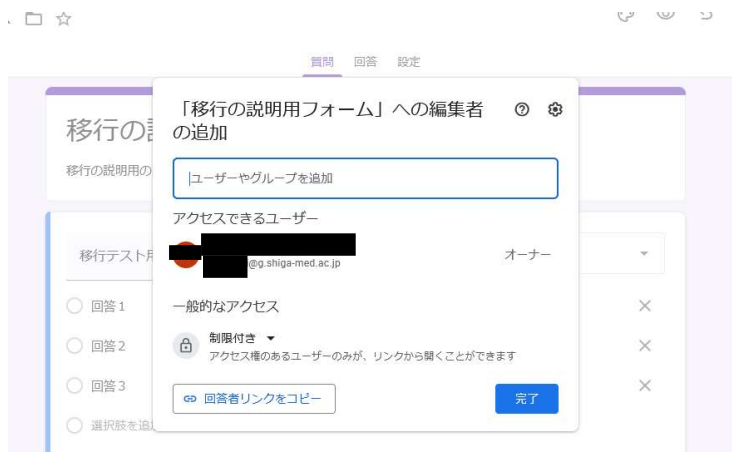 質問 回答 設定
「移行の説明用フォーム」への編集者
の追加
移行の
移行の説明用の
ユーザーやグループを追加
アクセスできるユーザー
@g.shiga-med.ac.jp
オーナー
移行テスト用
一般的なアクセス
制限付き
アクセス権のあるユーザーのみが、リンクから開くことができます
回答1
回答2
回答3
選択肢を追
回答者リンクをコピー
完了